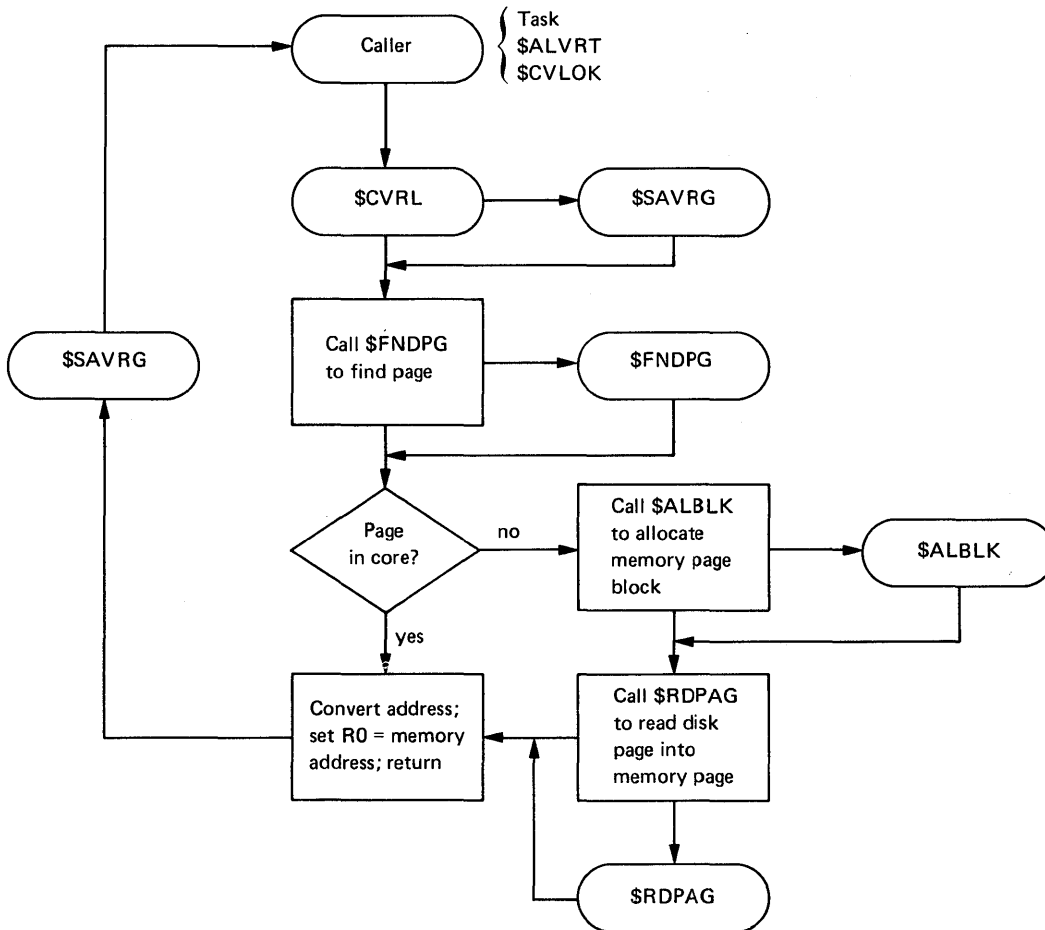 Caller
Task
$ALVRT
$CVLOK
$CVRL
$SAVRG
$SAVRG
Call $FNDPG
to find page
$FNDPG
Page
in core?
no
yes
Call $ALBLK
to allocate
memory page
block
$ALBLK
Convert address;
set R0 = memory
address; return
Call $RDPAG
to read disk
page into
memory page
$RDPAG